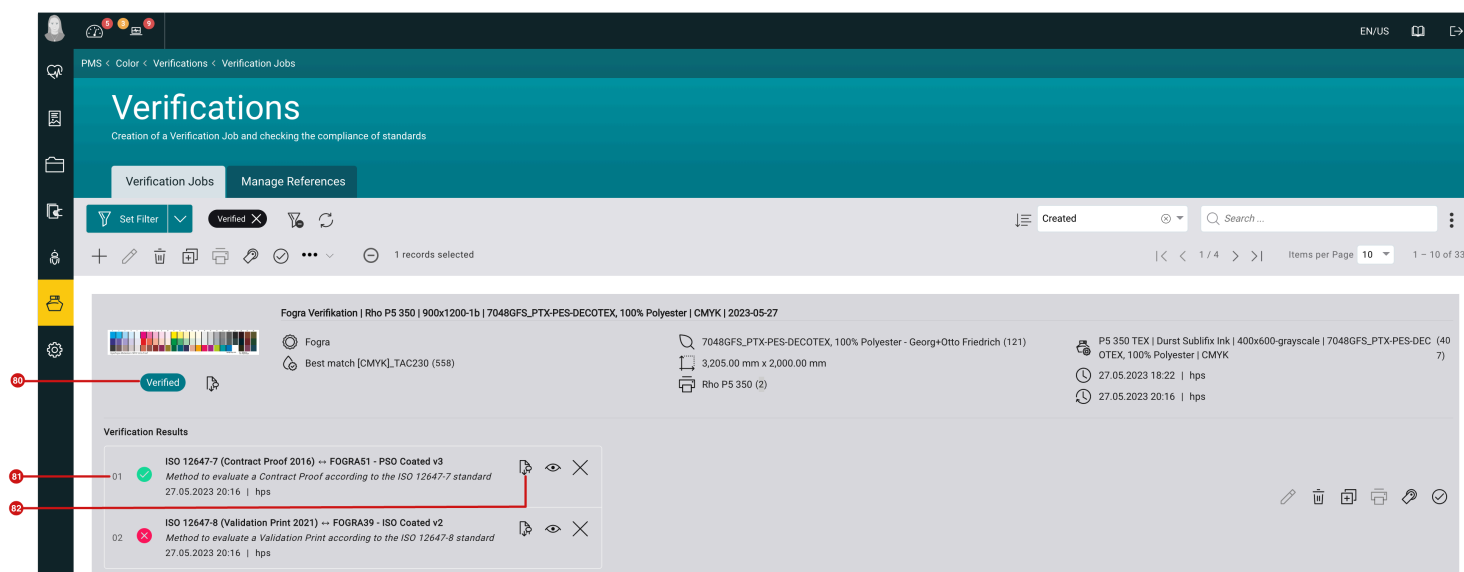 5 3 9
EN/US
PMS < Color < Verifications < Verification Jobs
Verifications
Creation of a Verification Job and checking the compliance of standards
Verification Jobs Manage References
Set Filter Verified Created Search ...
1 records selected 1 / 4 Items per Page 10 1 – 10 of 33
Fogra Verifikation | Rho P5 350 | 900x1200-1b | 7048GFS_PTX-PES-DECOTEX, 100% Polyester | CMYK | 2023-05-27
Fogra
Best match [CMYK]_TAC230 (558)
7048GFS_PTX-PES-DECOTEX, 100% Polyester - Georg+Otto Friedrich (121)
3,205.00 mm x 2,000.00 mm
Rho P5 350 (2)
P5 350 TEX | Durst Sublifix Ink | 400x600-grayscale | 7048GFS_PTX-PES-DEC (40
OTEX, 100% Polyester | CMYK 7)
27.05.2023 18:22 | hps
27.05.2023 20:16 | hps
80 Verified
Verification Results
81 01 ISO 12647-7 (Contract Proof 2016) ↔ FOGRA51 - PSO Coated v3
Method to evaluate a Contract Proof according to the ISO 12647-7 standard
27.05.2023 20:16 | hps
82
02 ISO 12647-8 (Validation Print 2021) ↔ FOGRA39 - ISO Coated v2
Method to evaluate a Validation Print according to the ISO 12647-8 standard
27.05.2023 20:16 | hps